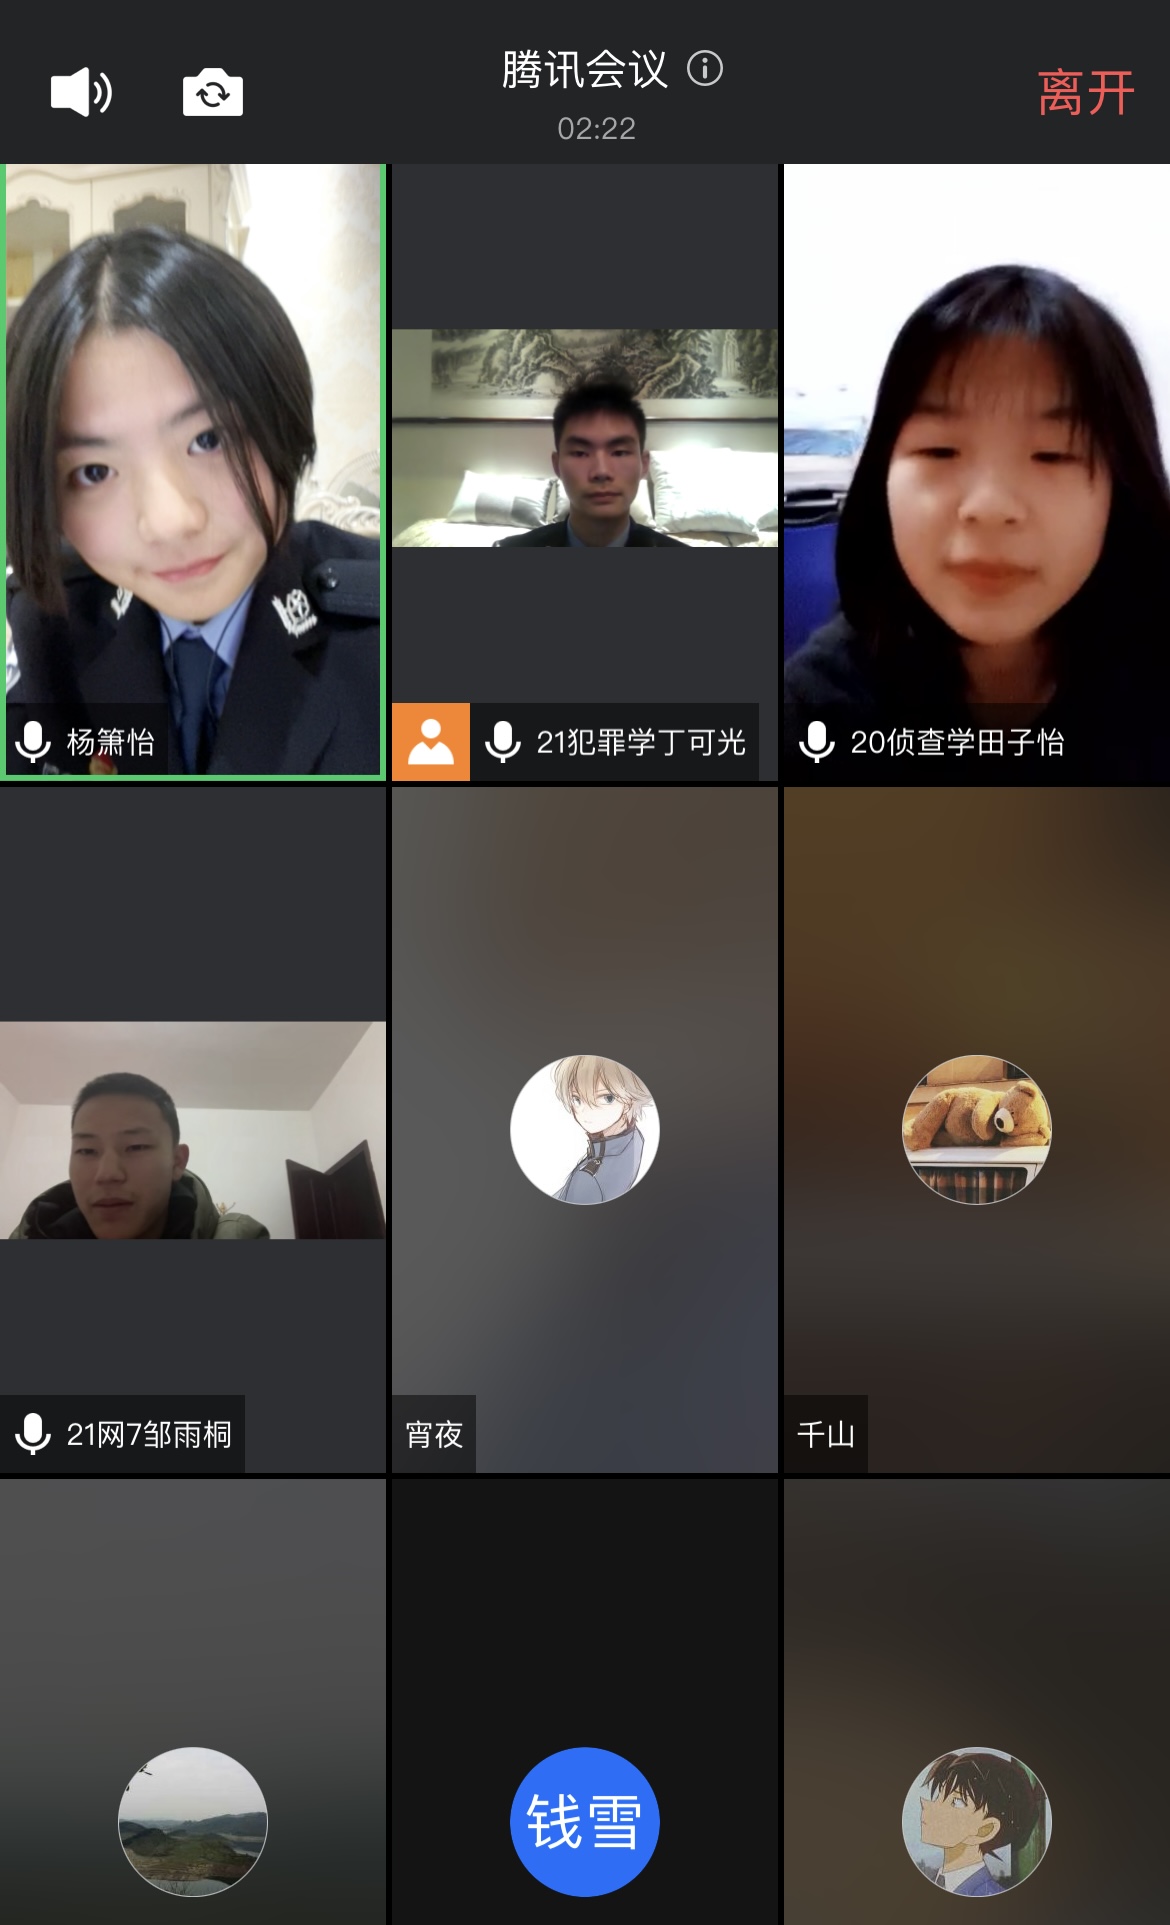 腾讯会议
02:22
离开
杨箫怡
21犯罪学丁可光
20侦查学田子怡
21网7邹雨桐
宵夜
千山
钱雪